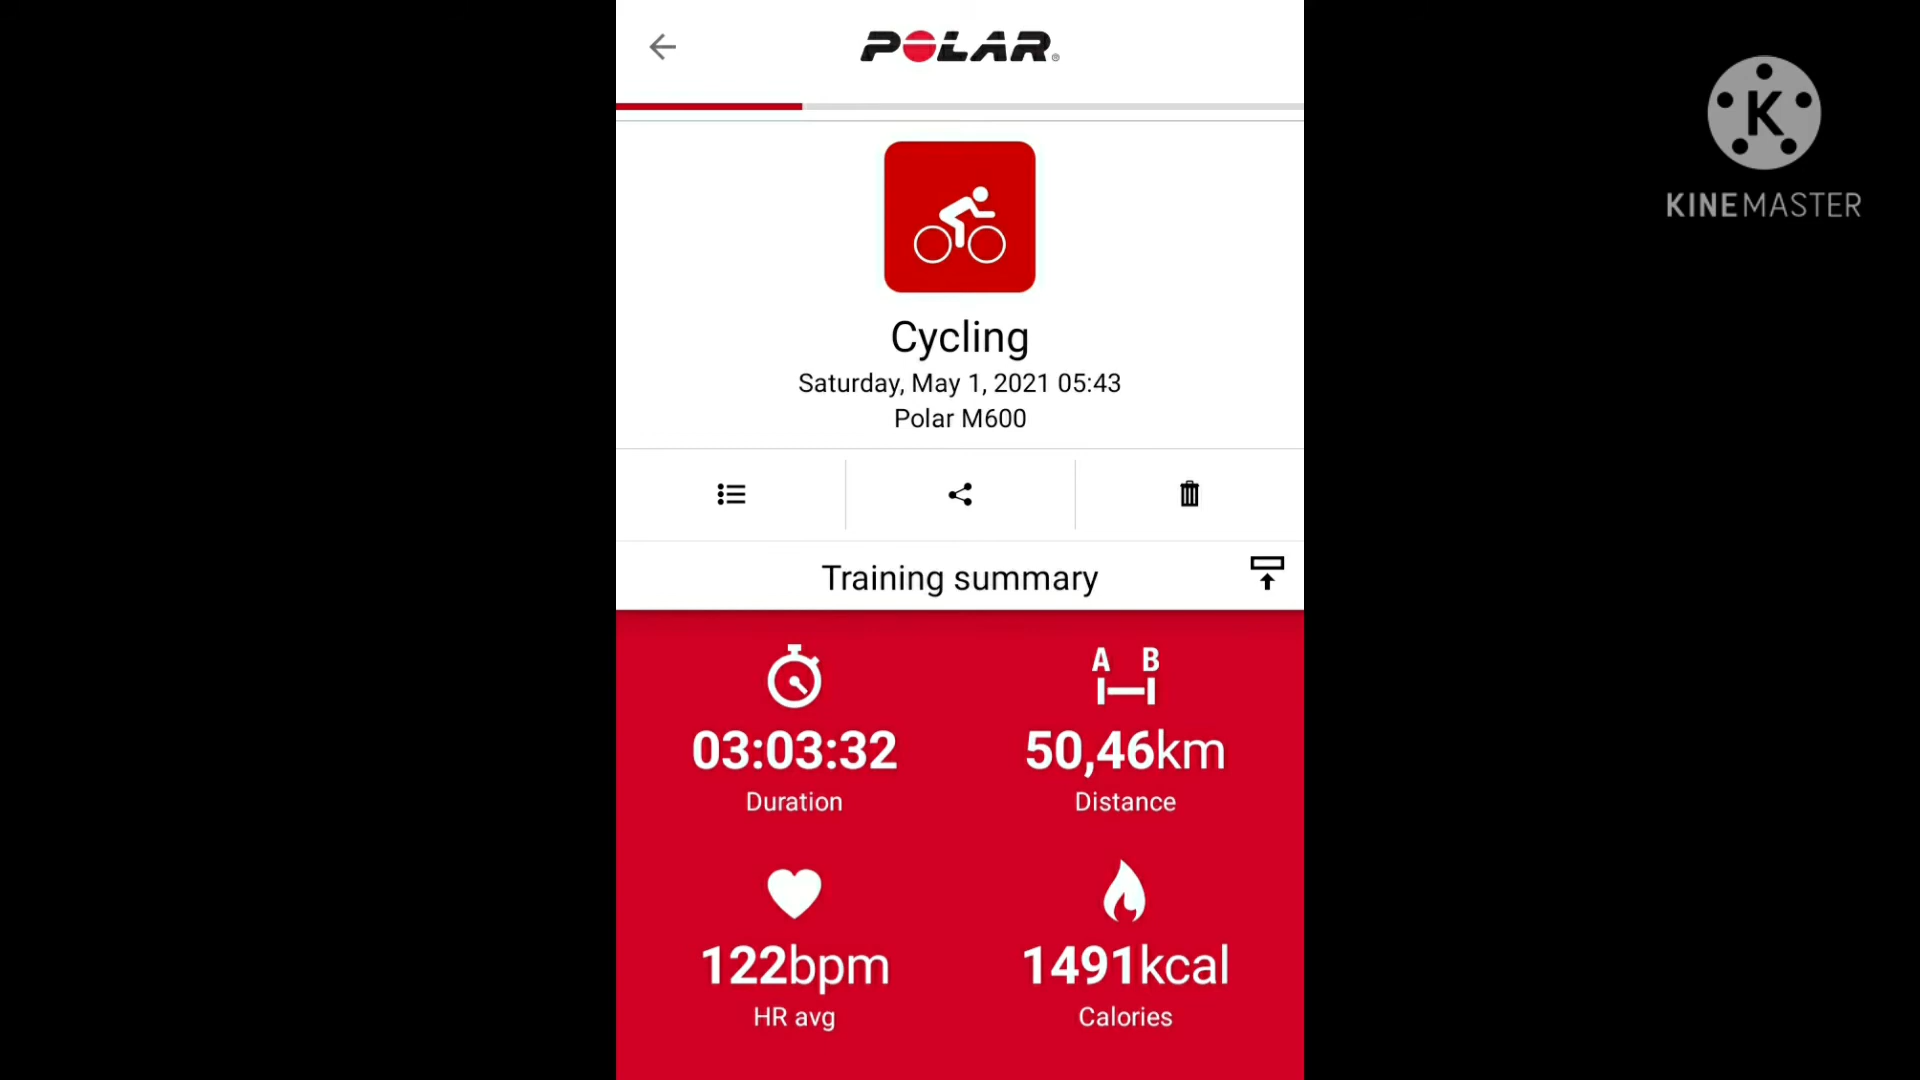 POLAR
K
KINEMASTER
Cycling
Saturday, May 1, 2021 05:43
Polar M600
Training summary
A B
03:03:32
50,46km
Duration
Distance
122bpm
1491kcal
HR avg
Calories